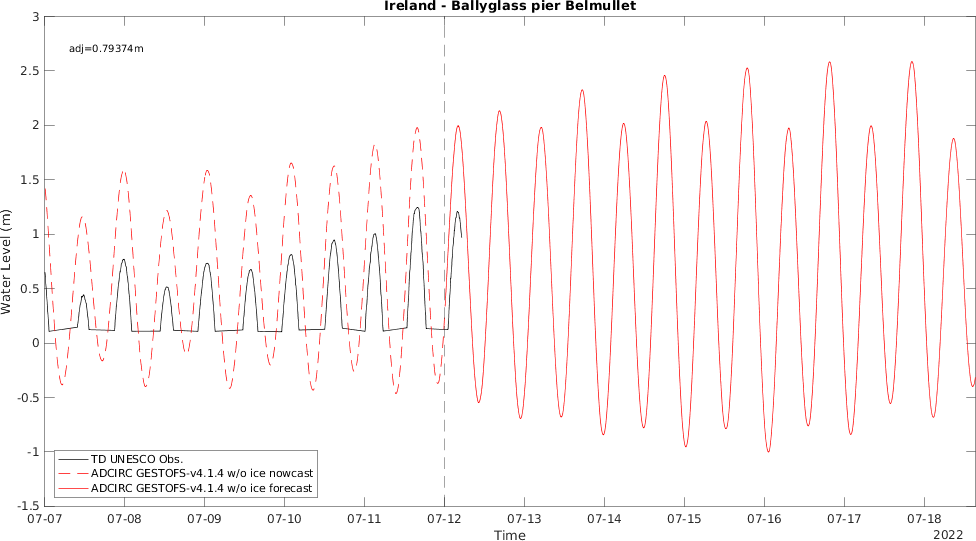 Ireland - Ballyglass pier Belmullet
adj=0.79374m
Water Level (m)
3
2.5
2
1.5
1
0.5
0
-0.5
-1
-1.5
TD UNESCO Obs.
ADCIRC GESTOFS-v4.1.4 w/o ice nowcast
ADCIRC GESTOFS-v4.1.4 w/o ice forecast
07-07 07-08 07-09 07-10 07-11 07-12 07-13 07-14 07-15 07-16 07-17 07-18
Time
2022